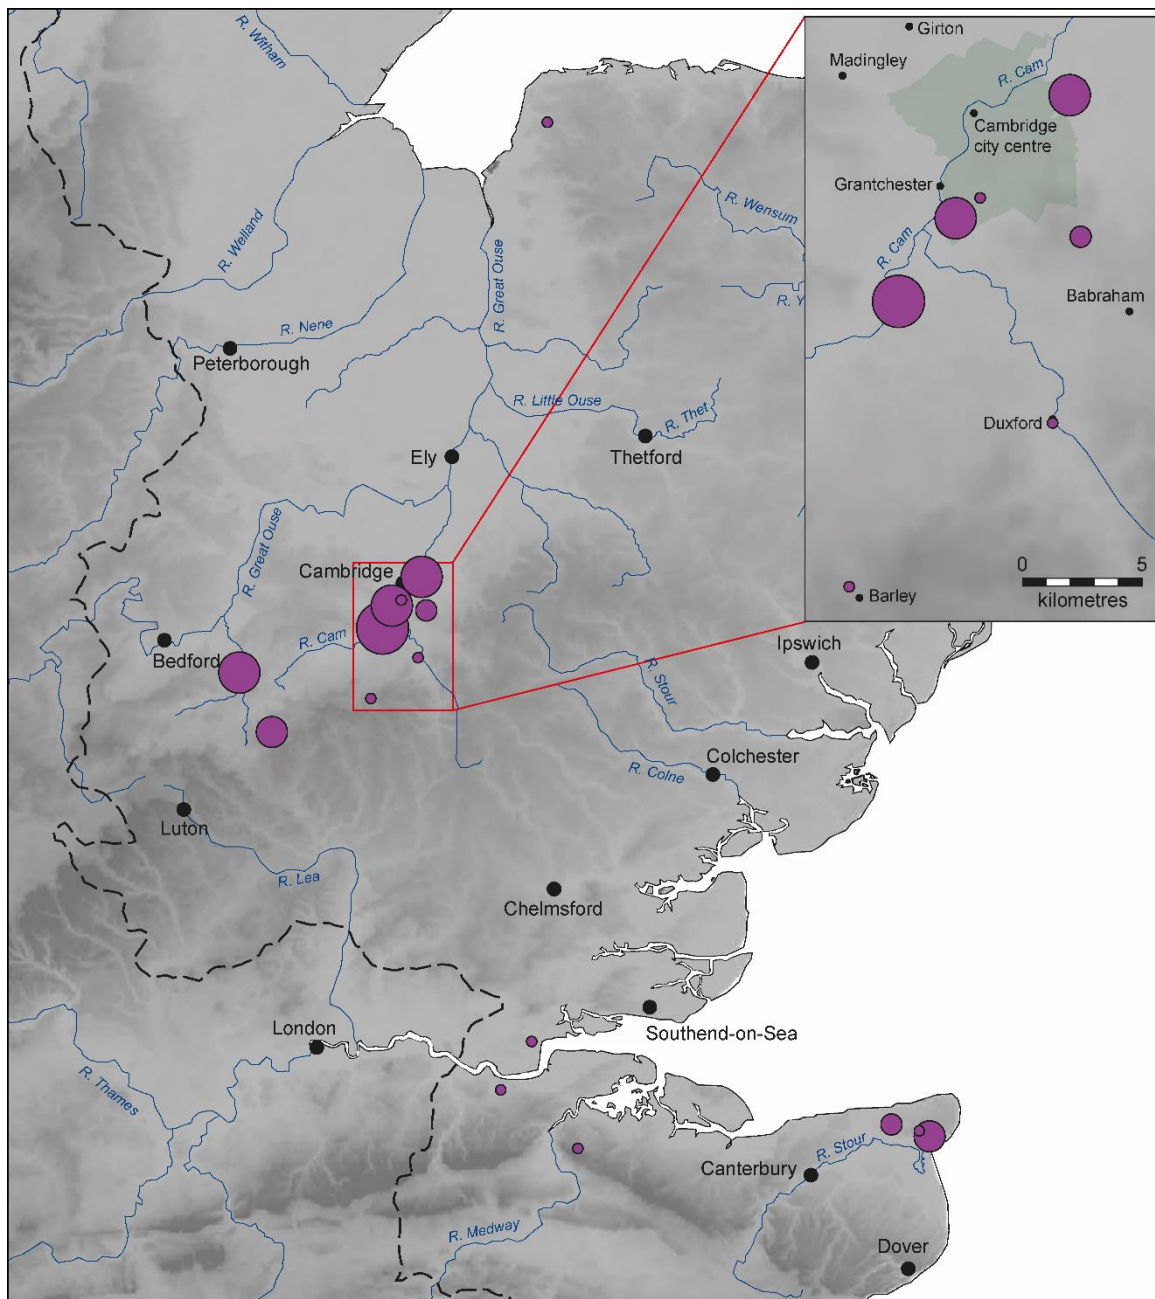 R. Witham
R. Welland
R. Nene
Peterborough
R. Great Ouse
R. Wensum
R. Y
R. Little Ouse
R. Thet
Thetford
Ely
R. Great Ouse
Cambridge
R. Cam
Bedford
R. Stour
Ipswich
Colchester
R. Colne
Luton
R. Lea
Chelmsford
London
Southend-on-Sea
R. Thames
R. Stour
Canterbury
R. Medway
Dover
Girton
Madingley
R. Cam
Cambridge
city centre
Grantchester
R. Cam
Babraham
Duxford
0 5
kilometres
Barley